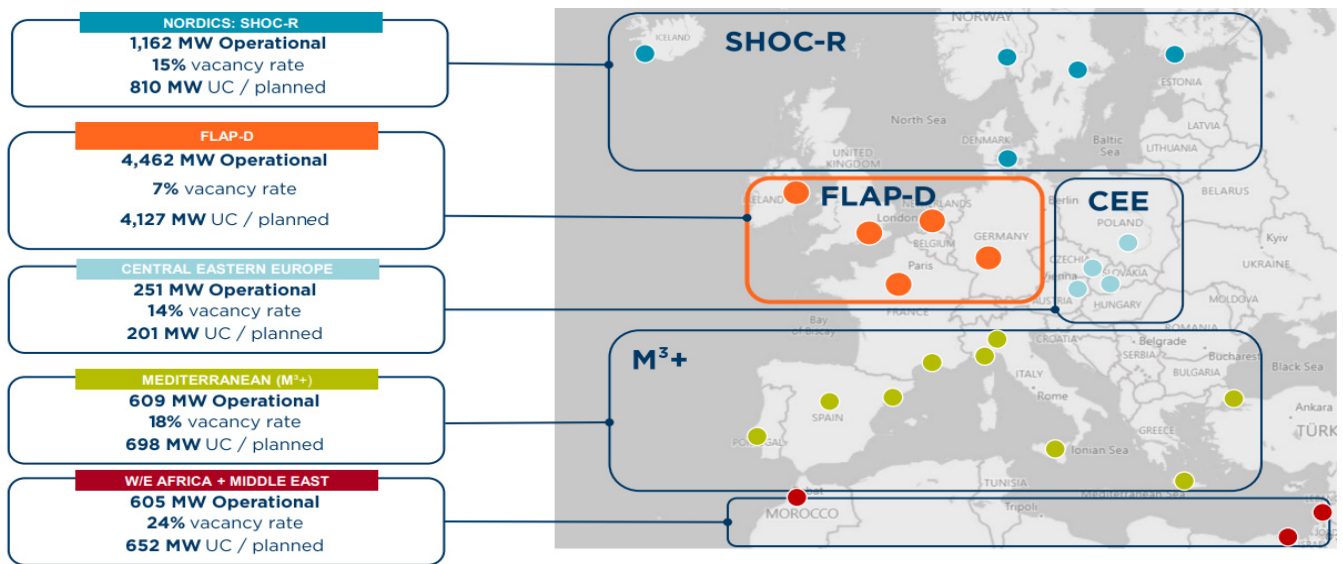 NORDICS: SHOC-R
1,162 MW Operational
15% vacancy rate
810 MW UC / planned
FLAP-D
4,462 MW Operational
7% vacancy rate
4,127 MW UC / planned
CENTRAL EASTERN EUROPE
251 MW Operational
14% vacancy rate
201 MW UC / planned
MEDITERRANEAN (M³+)
609 MW Operational
18% vacancy rate
698 MW UC / planned
W/E AFRICA + MIDDLE EAST
605 MW Operational
24% vacancy rate
652 MW UC / planned
SHOC-R
ICELAND
NORWAY
ESTONIA
North Sea
LATVIA
DENMARK
Baltic
Sea
LITHUANIA
UNITED
KINGDOM
BELARUS
FLAP-D
CEE
IRELAND
NETHERLANDS
Berlin
London
POLAND
BELGIUM
GERMANY
Kyiv
Paris
CZECHIA
UKRAINE
Vienna
SLOVAKIA
AUSTRIA
HUNGARY
MOLDOVA
FRANCE
Bay
of Biscay
ROMANIA
M³+
CROATIA
Belgrade
SERBIA
Bucharest
Black Sea
ITALY
BULGARIA
Rome
SPAIN
Ankara
PORTUGAL
GREECE
TÜRK
Ionian Sea
TUNISIA
Mediterranean Sea
MOROCCO
Tripoli